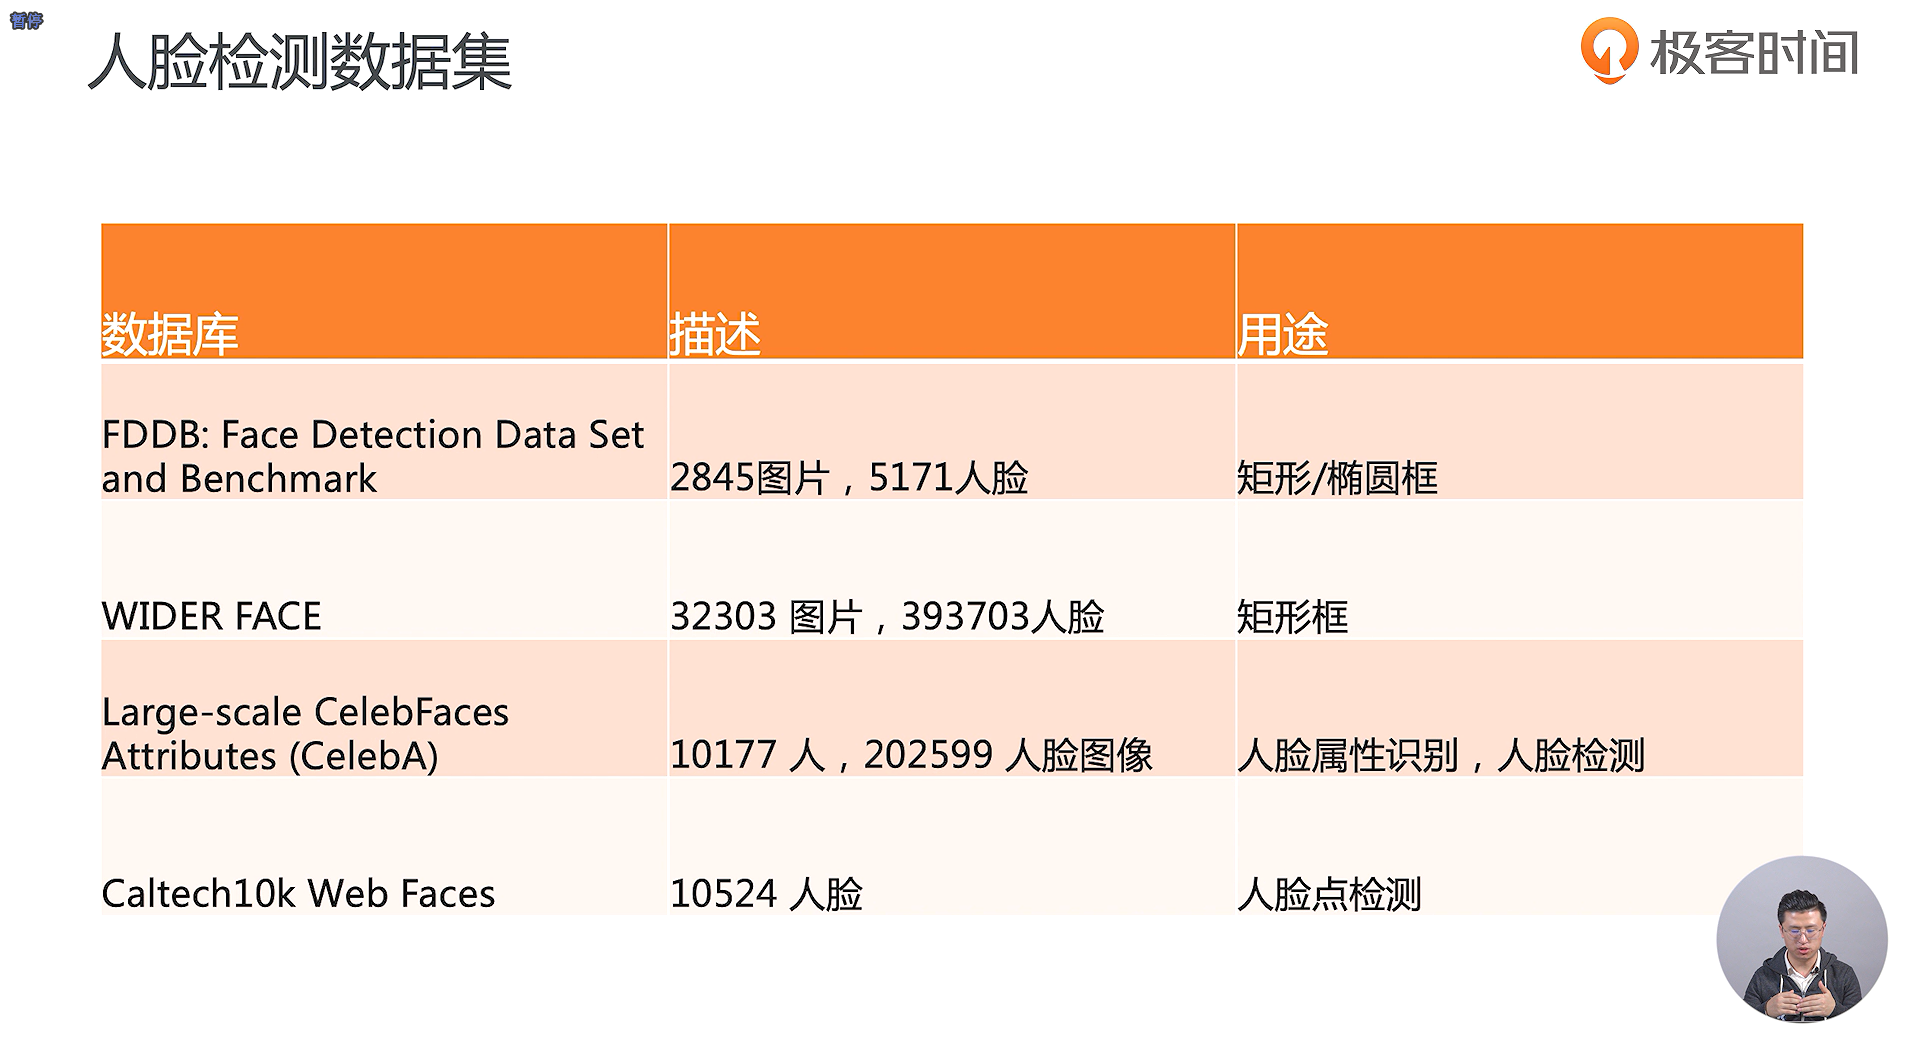 暂停
人脸检测数据集
极客时间
数据库
描述
用途
FDDB: Face Detection Data Set
and Benchmark
2845图片，5171人脸
矩形/椭圆框
WIDER FACE
32303 图片，393703人脸
矩形框
Large-scale CelebFaces
Attributes (CelebA)
10177 人，202599 人脸图像
人脸属性识别，人脸检测
Caltech10k Web Faces
10524 人脸
人脸点检测